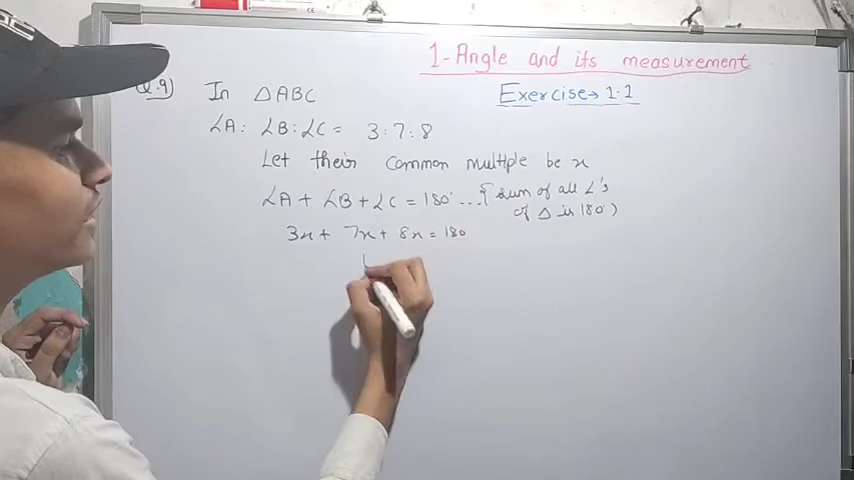 1-Angle and its measurement
Exercise→ 1.1
Q.9) In △ABC
∠A: ∠B: ∠C = 3:7:8
Let their common multiple be x
∠A + ∠B + ∠C = 180° ...{ sum of all ∠'s
of △ is 180°)
3x + 7x + 8x = 180